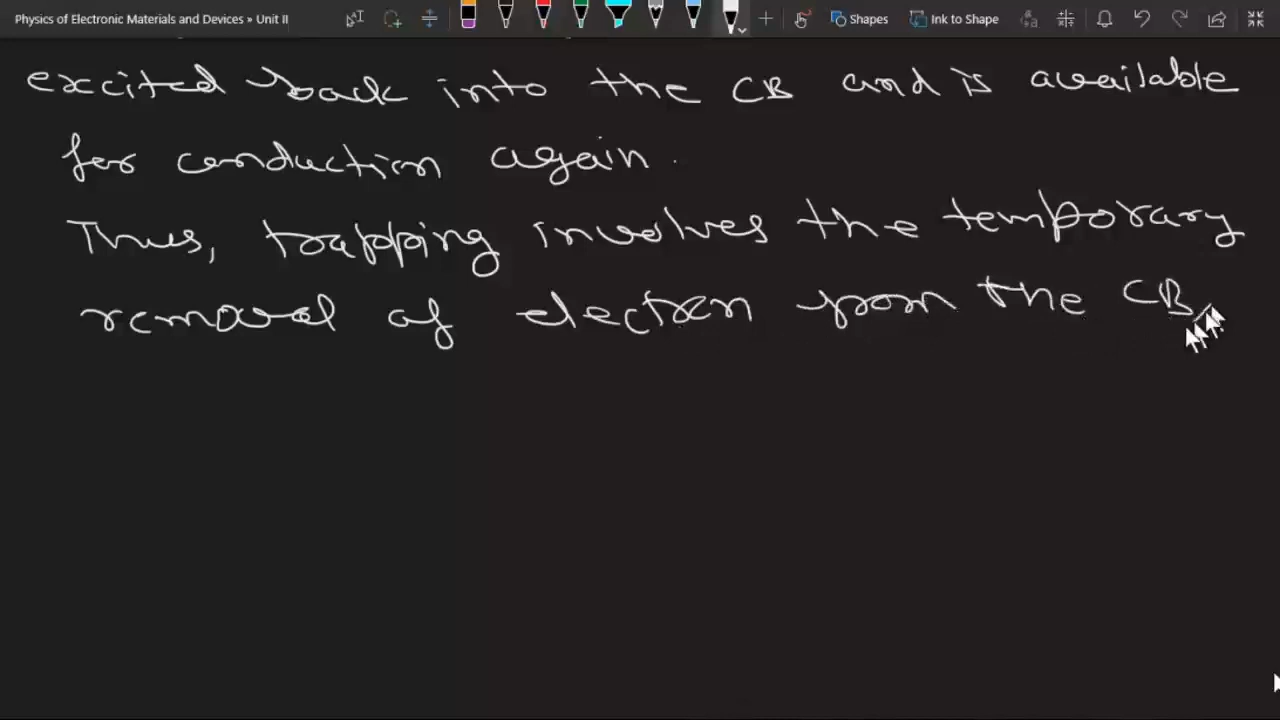 Physics of Electronic Materials and Devices » Unit II
Shapes
Ink to Shape
excited back into the CB and is available
for conduction again.
Thus, trapping involves the temporary
removal of electron from the CB.